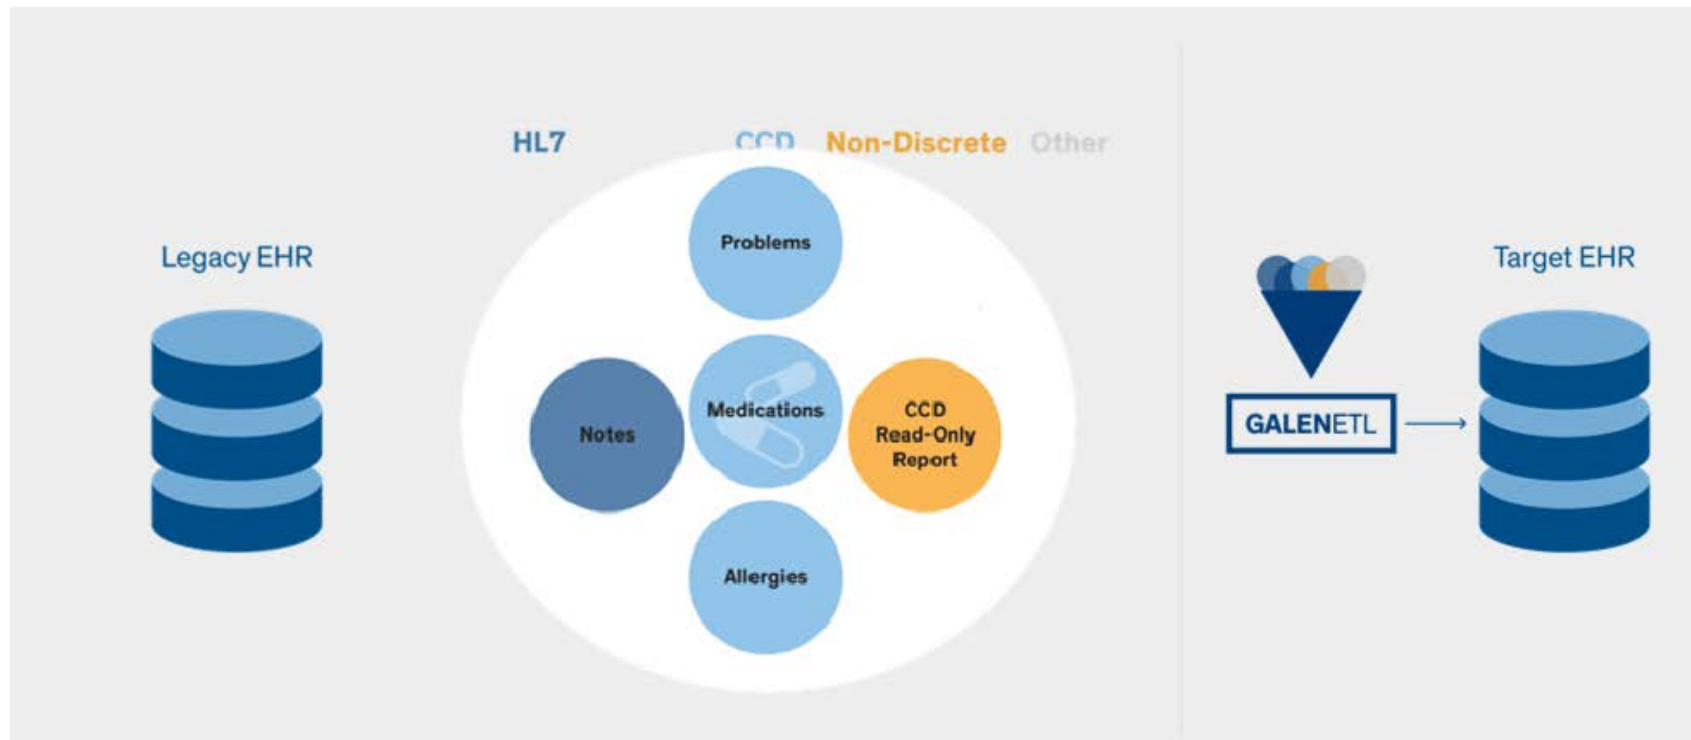 HL7
CCD
Non-Discrete
Other
Legacy EHR
Problems
Notes
Medications
CCD
Read-Only
Report
Allergies
GALENETL
Target EHR